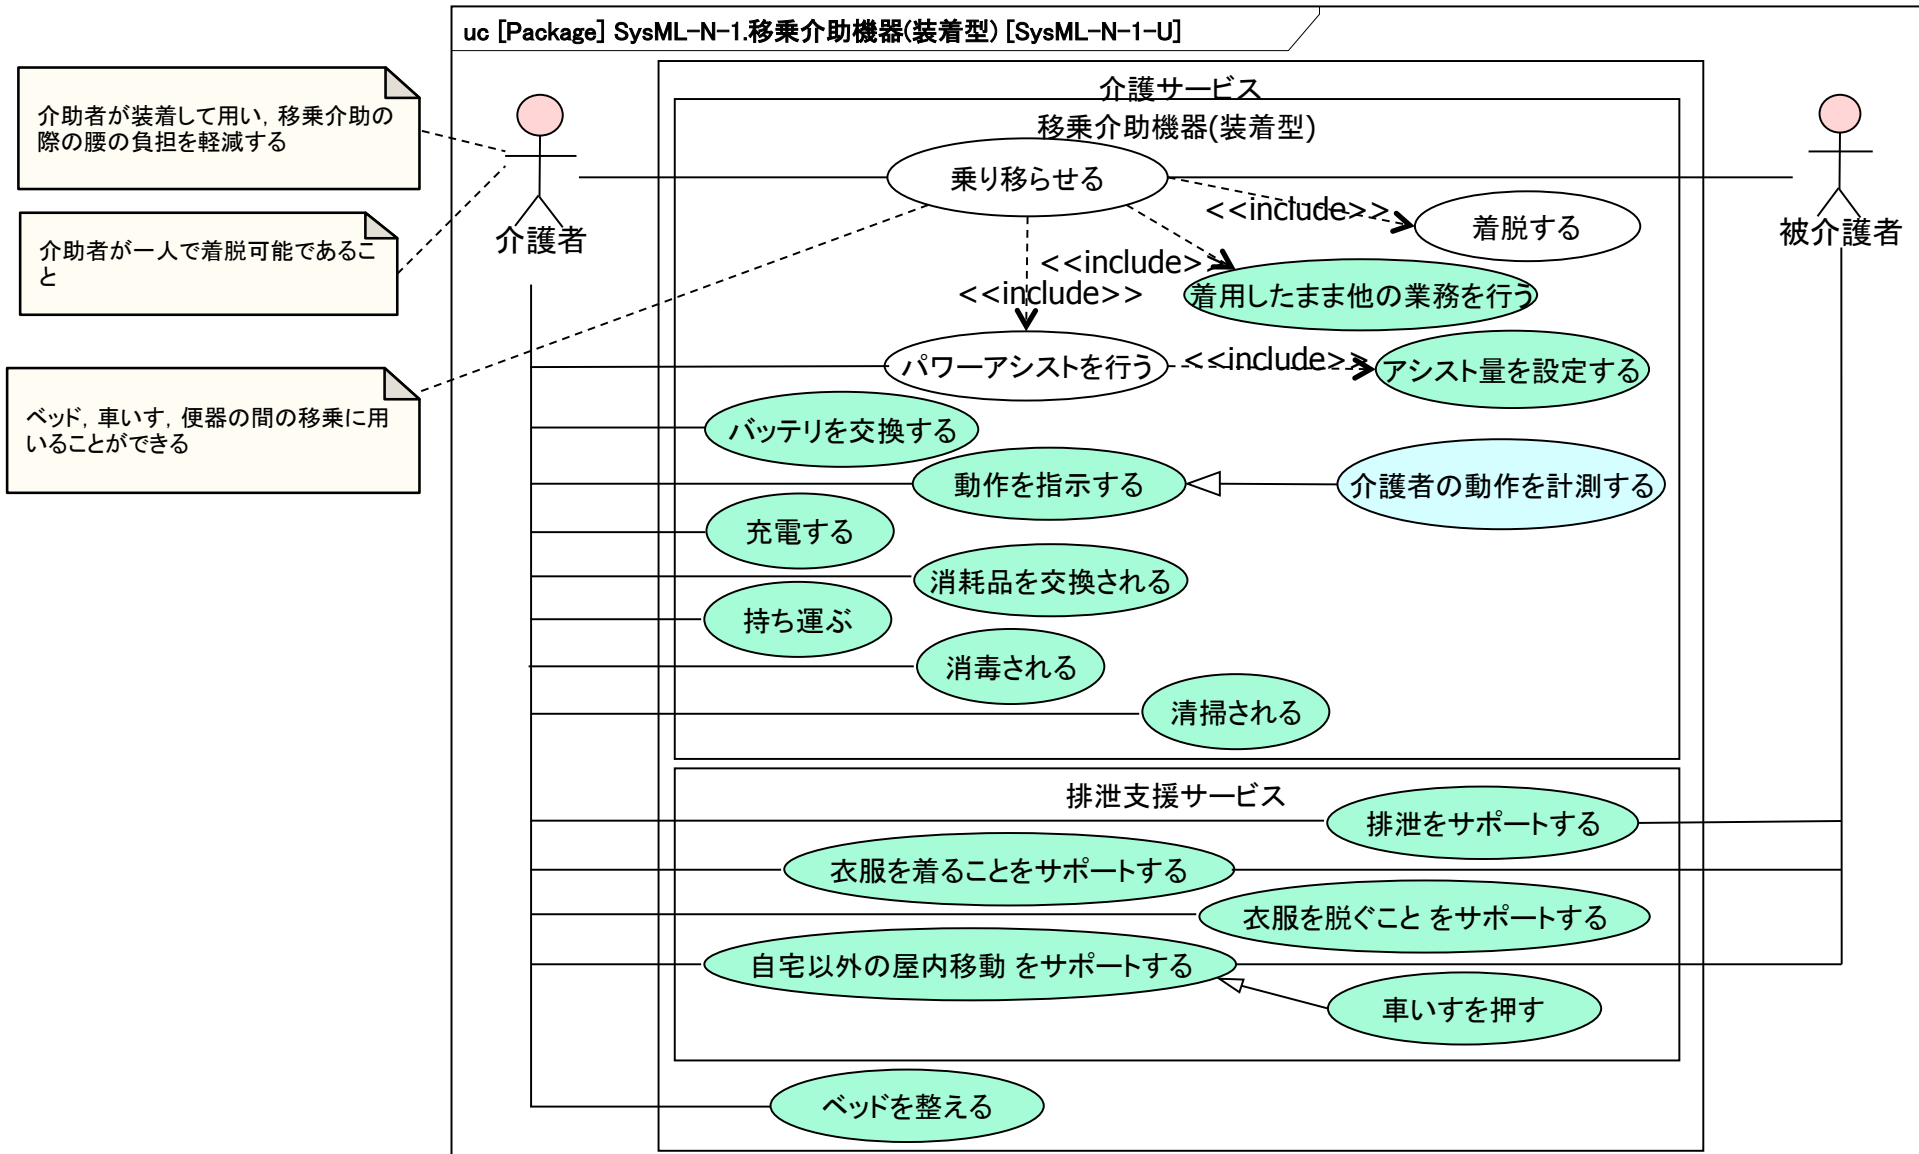 uc [Package] SysML-N-1.移乗介助機器(装着型) [SysML-N-1-U]
介助者が装着して用い, 移乗介助の
際の腰の負担を軽減する
介護サービス
移乗介助機器(装着型)
乗り移らせる
<<include>>
着脱する
介護者
被介護者
介助者が一人で着脱可能であるこ
と
<<include>
着用したまま他の業務を行う
<<include>>
パワーアシストを行う
<<include>>
アシスト量を設定する
ベッド, 車いす, 便器の間の移乗に用
いることができる
バッテリを交換する
動作を指示する
介護者の動作を計測する
充電する
消耗品を交換される
持ち運ぶ
消毒される
清掃される
排泄支援サービス
排泄をサポートする
衣服を着ることをサポートする
衣服を脱ぐこと をサポートする
自宅以外の屋内移動 をサポートする
車いすを押す
ベッドを整える